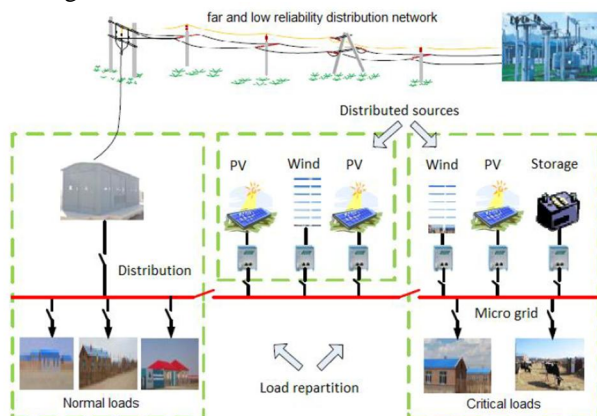 far and low reliability distribution network
Distributed sources
PV
Wind
PV
Wind
PV
Storage
Distribution
Micro grid
Load repartition
Normal loads
Critical loads